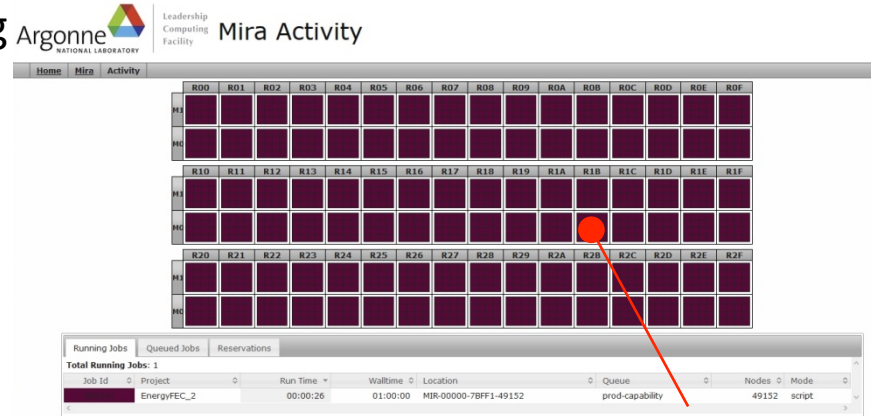 g
Argonne
NATIONAL LABORATORY
Leadership
Computing
Facility
Mira Activity
Home Mira Activity
R00 R01 R02 R03 R04 R05 R06 R07 R08 R09 R0A R0B R0C R0D R0E R0F
M1
M0
R10 R11 R12 R13 R14 R15 R16 R17 R18 R19 R1A R1B R1C R1D R1E R1F
M1
M0
R20 R21 R22 R23 R24 R25 R26 R27 R28 R29 R2A R2B R2C R2D R2E R2F
M1
M0
Running Jobs Queued Jobs Reservations
Total Running Jobs: 1
Job Id Project Run Time Walltime Location Queue Nodes Mode
EnergyFEC_2 00:00:26 01:00:00 MIR-00000-7BFF1-49152 prod-capability 49152 script